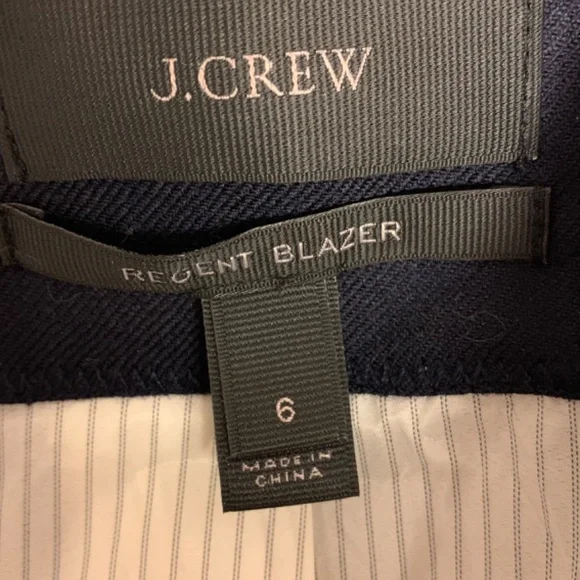 J.CREW
REGENT BLAZER
6
MADE IN
CHINA